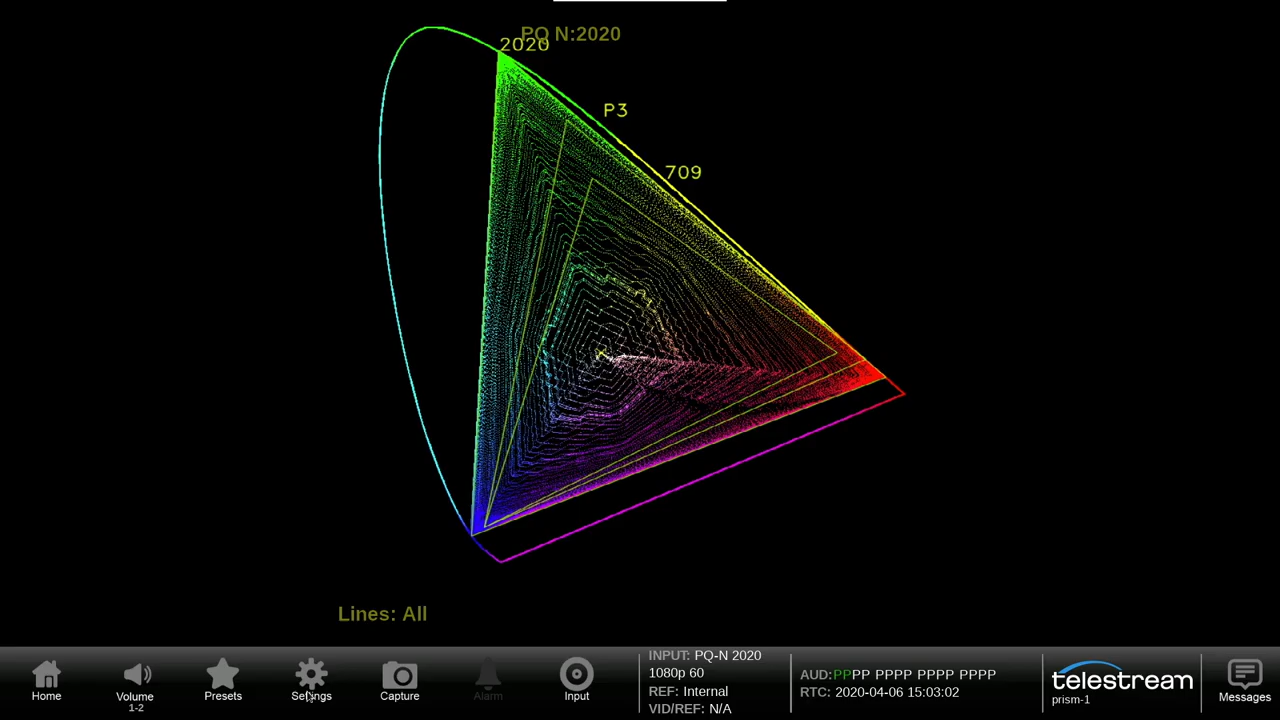 PQ N:2020
2020
P3
709
Lines: All
Home
Volume
1-2
Presets
Settings
Capture
Alarm
Input
INPUT: PQ-N 2020
1080p 60
REF: Internal
VID/REF: N/A
AUD:PPPP PPPP PPPP PPPP
RTC: 2020-04-06 15:03:02
telestream
prism-1
Messages